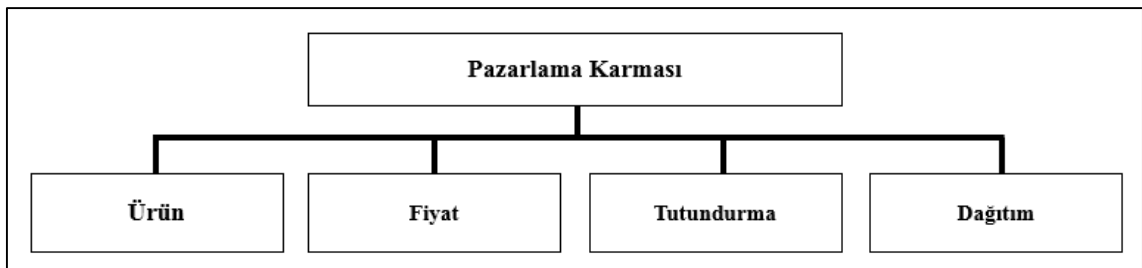 Pazarlama Karması
Ürün
Fiyat
Tutundurma
Dağıtım